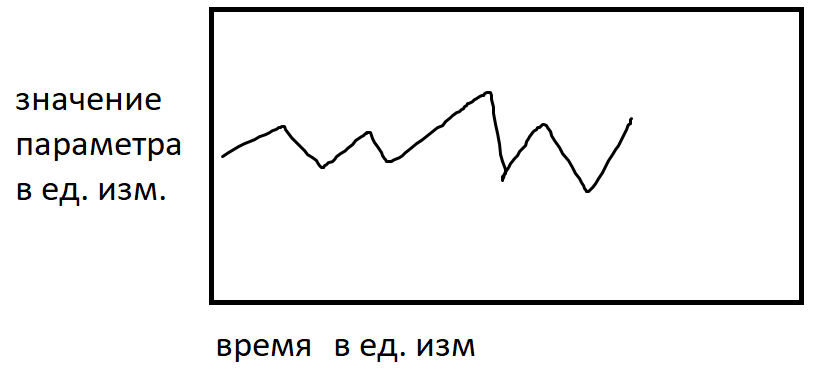 значение
параметра
в ед. изм.
время в ед. изм